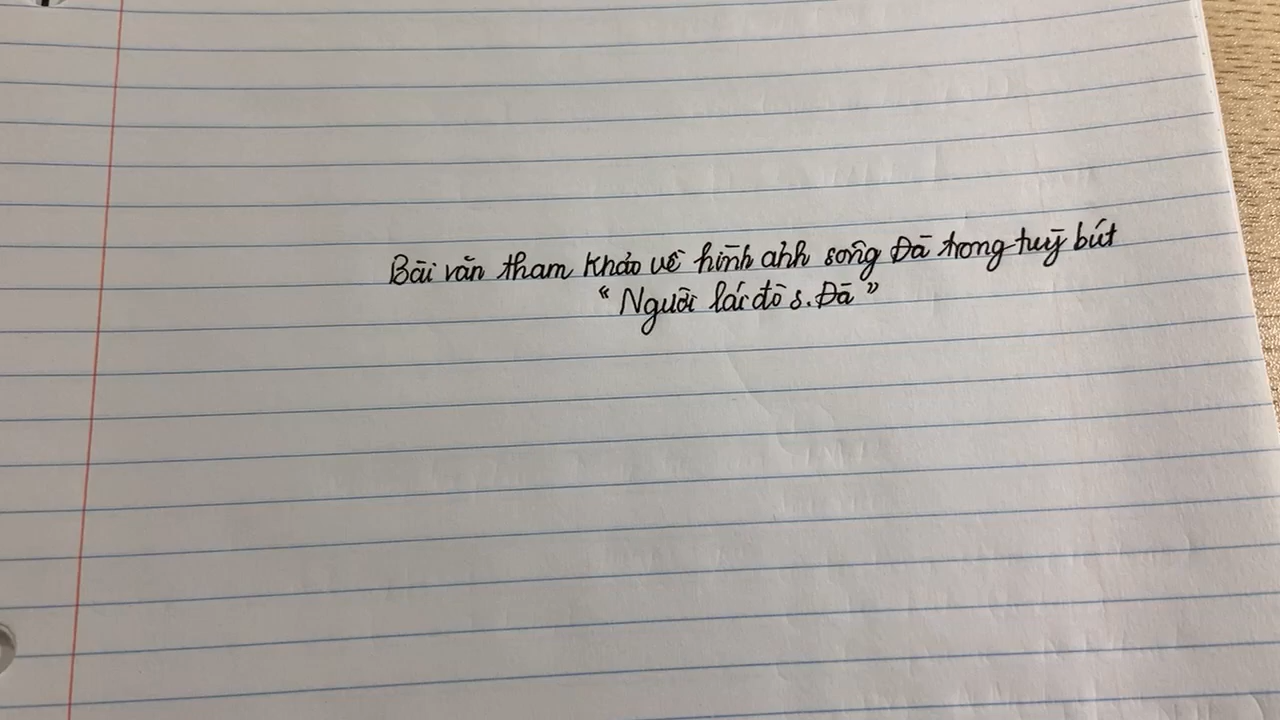 Bài văn tham khảo về hình ảnh sông Đà trong tuỳ bút
“ Người lái đò s.Đà ”